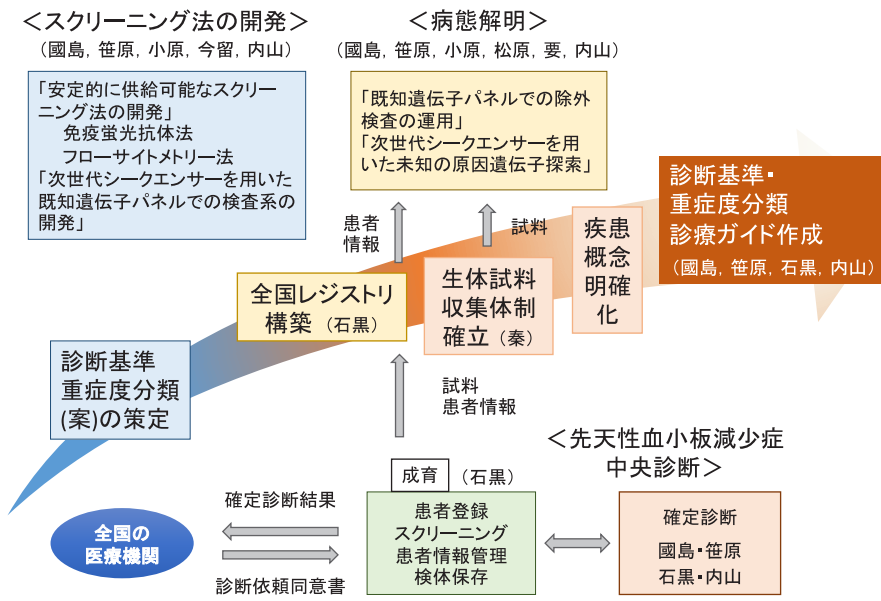 ＜スクリーニング法の開発＞
（國島, 笹原, 小原, 今留, 内山）
「安定的に供給可能なスクリー
ニング法の開発」
免疫蛍光抗体法
フローサイトメトリー法
「次世代シークエンサーを用いた
既知遺伝子パネルでの検査系の
開発」
＜病態解明＞
（國島, 笹原, 小原, 松原, 要, 内山）
「既知遺伝子パネルでの除外
検査の運用」
「次世代シークエンサーを用
いた未知の原因遺伝子探索」
患者
情報
試料
疾患
概念
明確
化
診断基準・
重症度分類
診療ガイド作成
（國島, 笹原, 石黒, 内山）
全国レジストリ
構築（石黒）
生体試料
収集体制
確立（秦）
診断基準
重症度分類
(案)の策定
試料
患者情報
＜先天性血小板減少症
中央診断＞
成育（石黒）
患者登録
スクリーニング
患者情報管理
検体保存
確定診断結果
全国の
医療機関
診断依頼同意書
確定診断
國島・笹原
石黒・内山